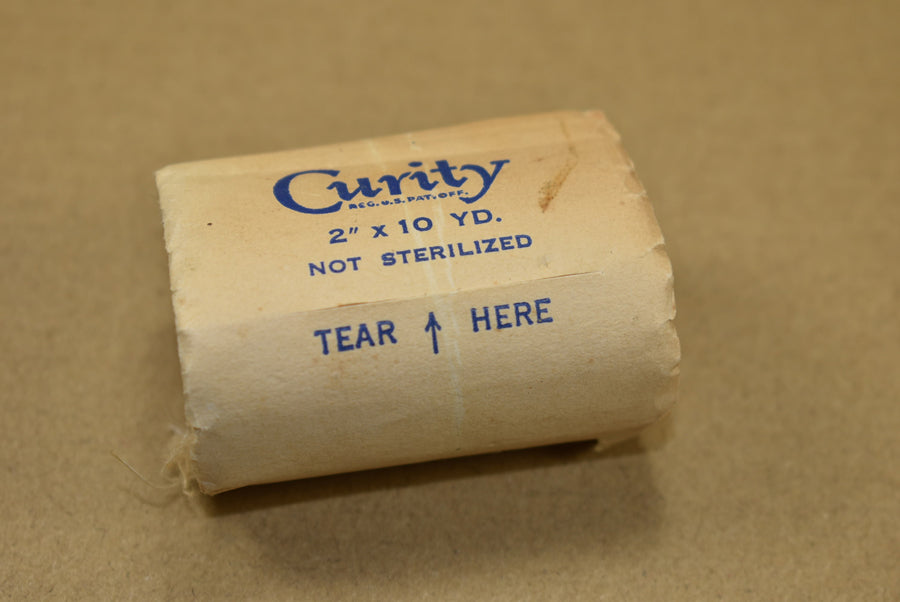 Curity
REG. U.S. PAT. OFF.
2" x 10 YD.
NOT STERILIZED
TEAR ↑ HERE